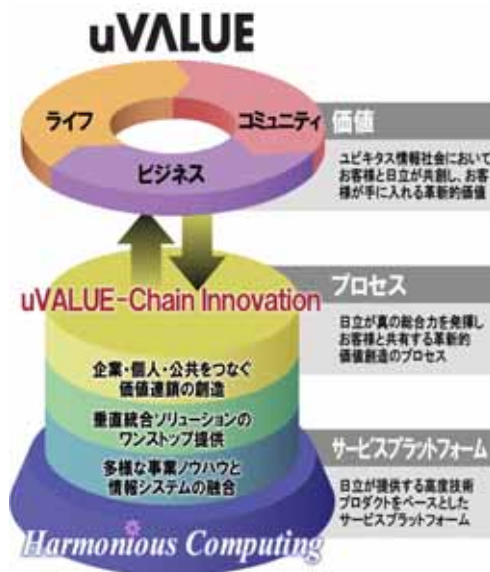 uVALUE
ライフ
コミュニティ
ビジネス
価値
ユビキタス情報社会において
お客様と日立が共創し、お客
様が手に入れる革新的価値
uVALUE-Chain Innovation
プロセス
日立が真の総合力を発揮し
お客様と共有する革新的
価値創造のプロセス
企業・個人・公共をつなぐ
価値連鎖の創造
垂直統合ソリューションの
ワンストップ提供
多様な事業ノウハウと
情報システムの融合
サービスプラットフォーム
日立が提供する高度技術
プロダクトをベースとした
サービスプラットフォーム
Harmonious Computing